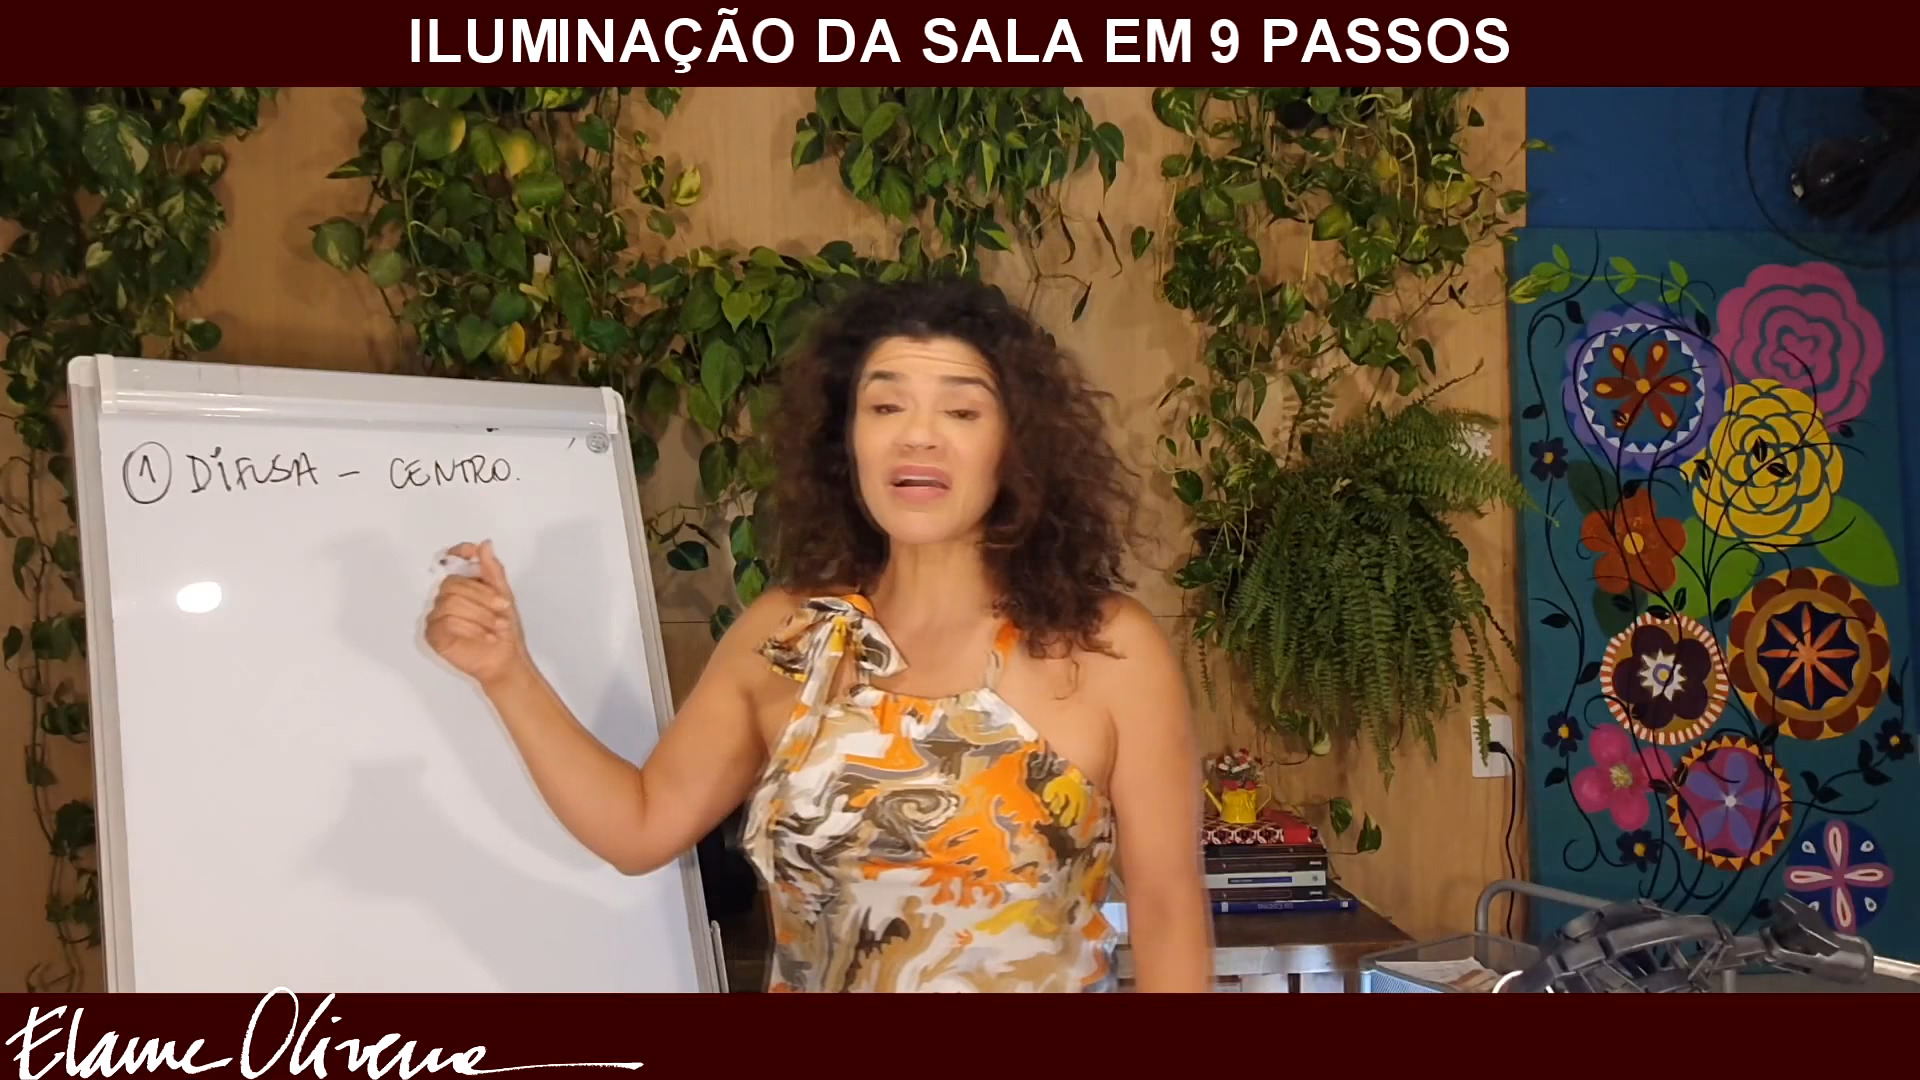 ILUMINAÇÃO DA SALA EM 9 PASSOS
1 DIFUSA - CENTRO.
Elaine Oliveira